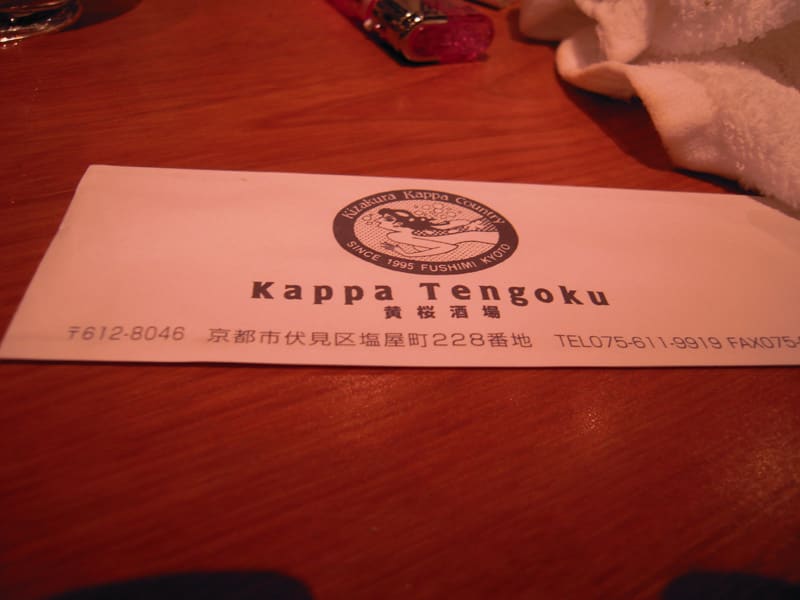 Kizakura Kappa Country
SINCE 1995 FUSHIMI KYOTO
Kappa Tengoku
黄桜酒場
〒612-8046 京都市伏見区塩屋町228番地 TEL075-611-9919 FAX075-